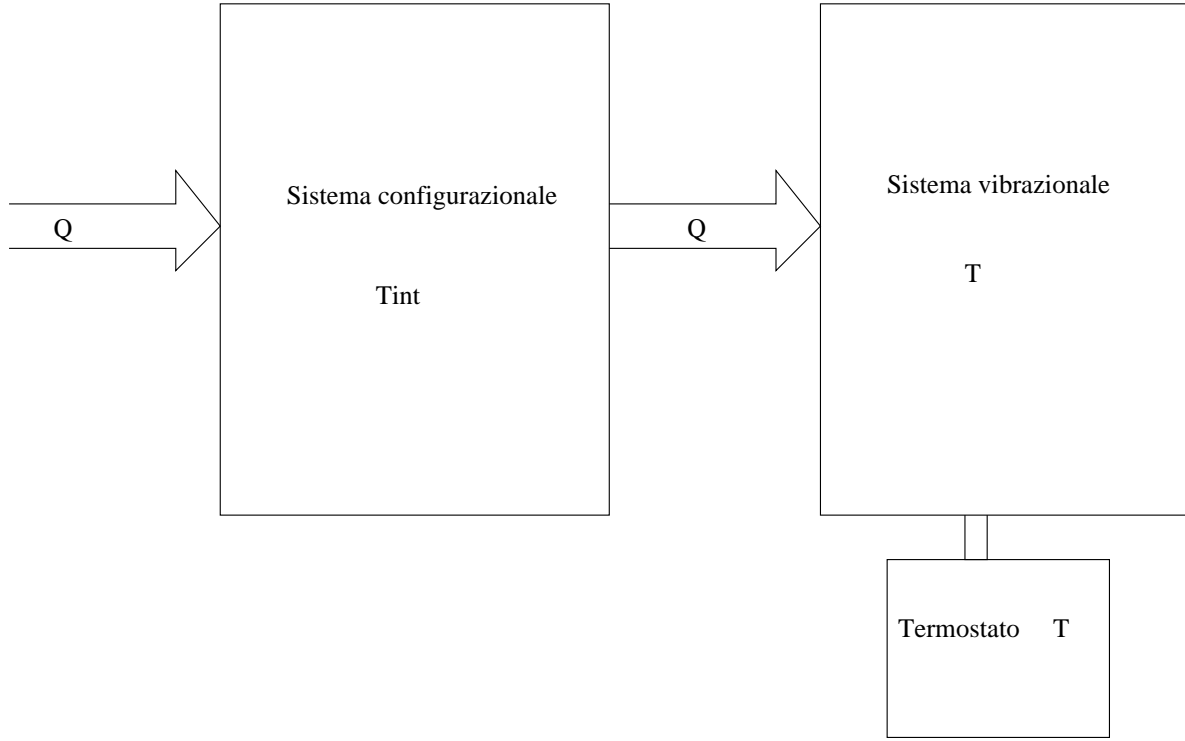 Sistema configurazionale
Sistema vibrazionale
Q
Q
Tint
T
Termostato T